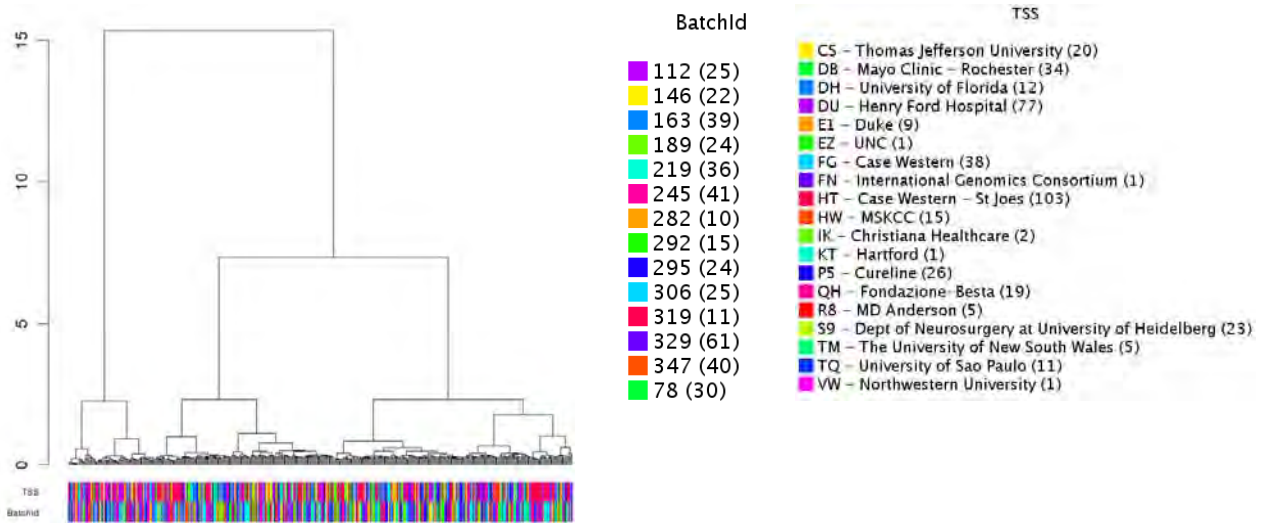 15
10
5
0
TSS
BatchId
BatchId
112 (25)
146 (22)
163 (39)
189 (24)
219 (36)
245 (41)
282 (10)
292 (15)
295 (24)
306 (25)
319 (11)
329 (61)
347 (40)
78 (30)
TSS
CS – Thomas Jefferson University (20)
DB – Mayo Clinic – Rochester (34)
DH – University of Florida (12)
DU – Henry Ford Hospital (77)
E1 – Duke (9)
EZ – UNC (1)
FG – Case Western (38)
FN – International Genomics Consortium (1)
HT – Case Western – St Joes (103)
HW – MSKCC (15)
IK – Christiana Healthcare (2)
KT – Hartford (1)
P5 – Cureline (26)
QH – Fondazione–Besta (19)
R8 – MD Anderson (5)
S9 – Dept of Neurosurgery at University of Heidelberg (23)
TM – The University of New South Wales (5)
TQ – University of Sao Paulo (11)
VW – Northwestern University (1)